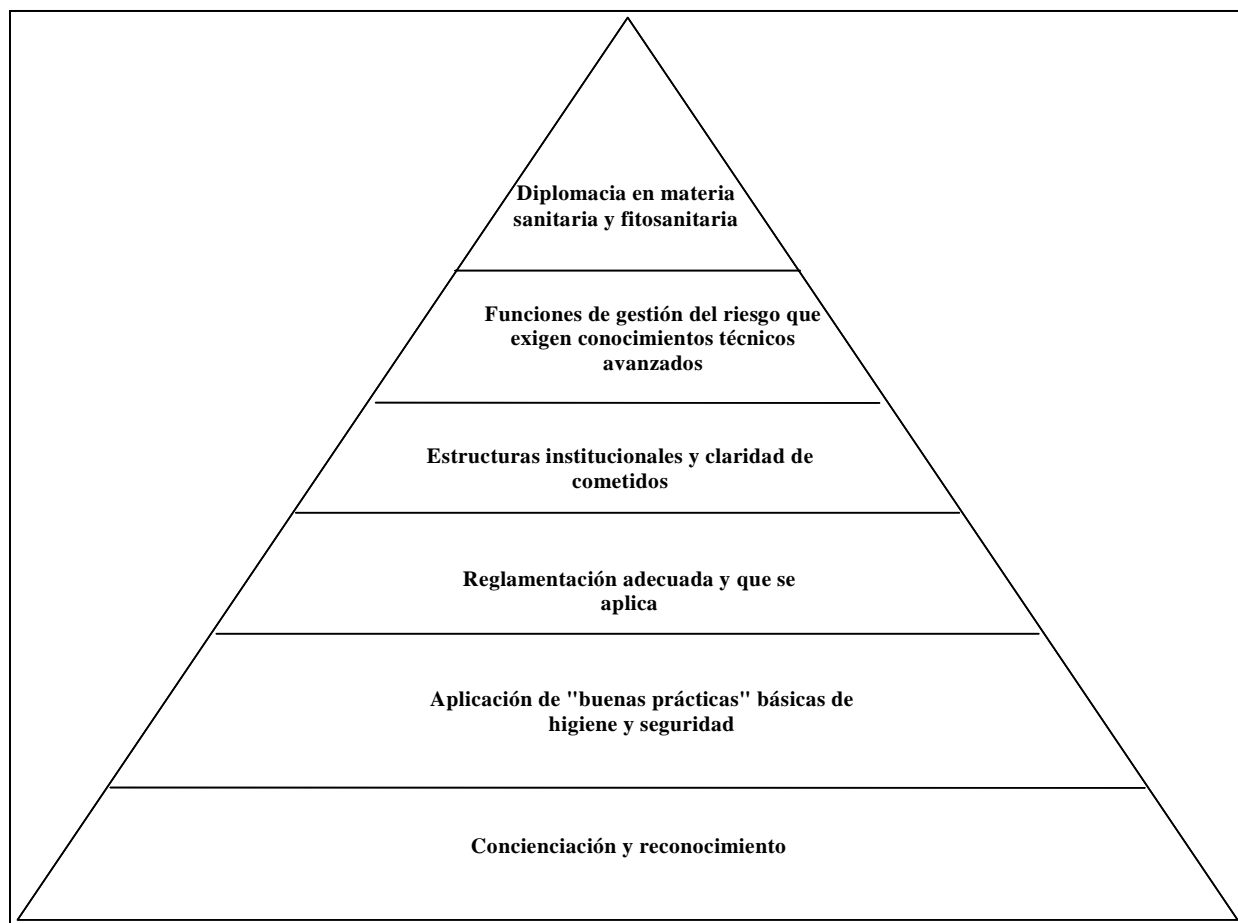 Diplomacia en materia
sanitaria y fitosanitaria
Funciones de gestión del riesgo que
exigen conocimientos técnicos
avanzados
Estructuras institucionales y claridad de
cometidos
Reglamentación adecuada y que se
aplica
Aplicación de "buenas prácticas" básicas de
higiene y seguridad
Concienciación y reconocimiento